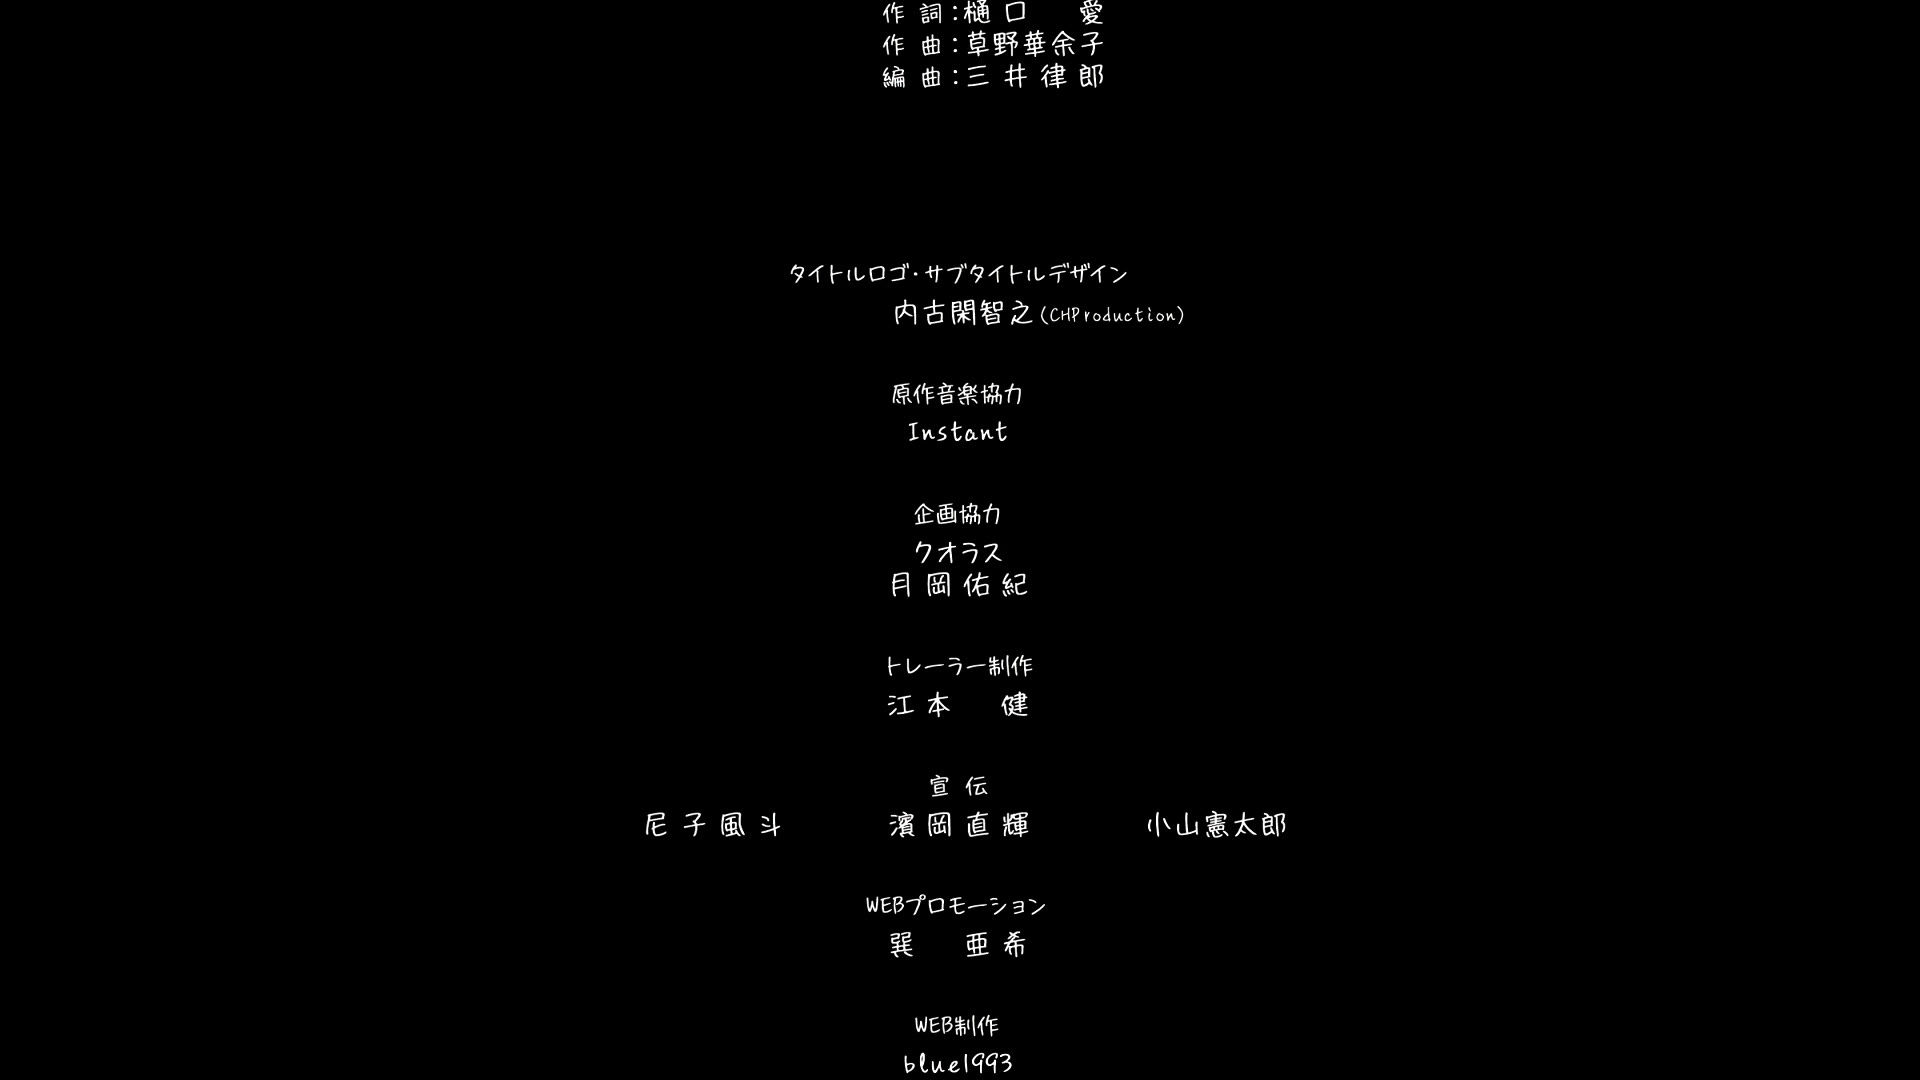 作詞:樋口 愛
作曲:草野華余子
編曲:三井律郎
タイトルロゴ・サブタイトルデザイン
内古閑智之(CHProduction)
原作音楽協力
Instant
企画協力
クオラス
月岡佑紀
トレーラー制作
江本 健
宣伝
尼子風斗 濱岡直輝 小山憲太郎
WEBプロモーション
巽 亜希
WEB制作
blue1993